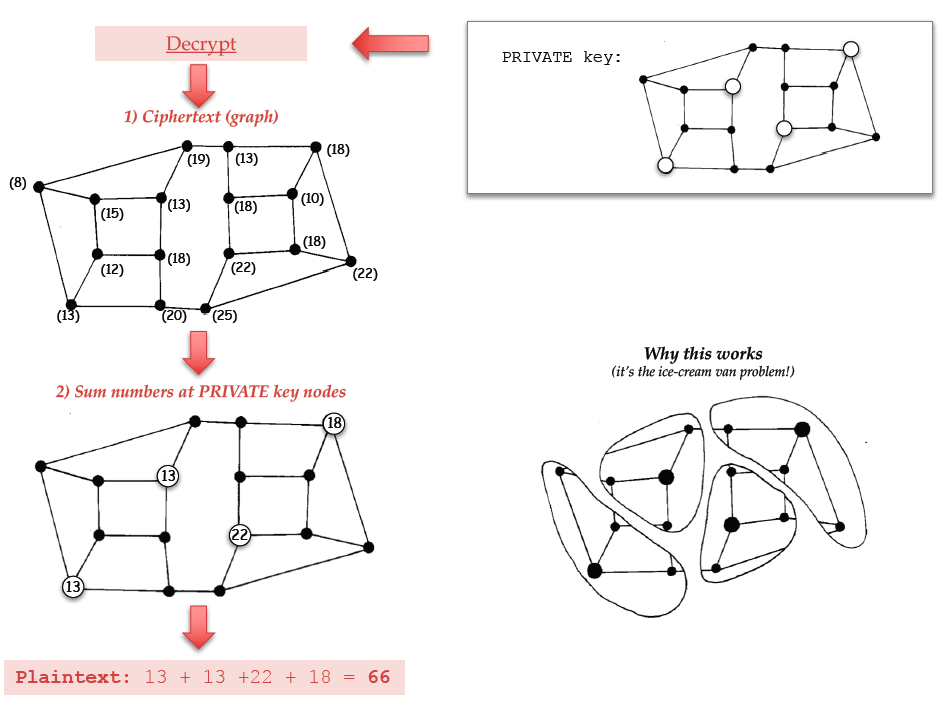 Decrypt
PRIVATE key:
1) Ciphertext (graph)
(19)
(13)
(18)
(8)
(15)
(13)
(18)
(10)
(12)
(18)
(22)
(18)
(22)
(13)
(20)
(25)
2) Sum numbers at PRIVATE key nodes
18
13
22
13
Plaintext: 13 + 13 +22 + 18 = 66
Why this works
(it's the ice-cream van problem!)